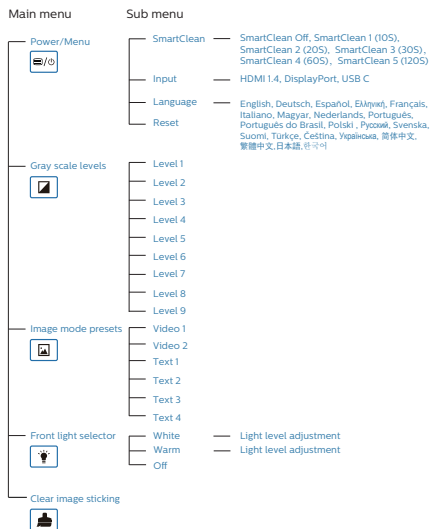 Main menu
Sub menu
Power/Menu
SmartClean
SmartClean Off, SmartClean 1 (10S),
SmartClean 2 (20S), SmartClean 3 (30S),
SmartClean 4 (60S), SmartClean 5 (120S)
Input
HDMI 1.4, DisplayPort, USB C
Language
English, Deutsch, Español, Ελληνική, Français,
Italiano, Magyar, Nederlands, Português,
Português do Brasil, Polski , Русский, Svenska,
Suomi, Türkçe, Čeština, Українська, 简体中文,
繁體中文,日本語,한국어
Reset
Gray scale levels
Level 1
Level 2
Level 3
Level 4
Level 5
Level 6
Level 7
Level 8
Level 9
Image mode presets
Video 1
Video 2
Text 1
Text 2
Text 3
Text 4
Front light selector
White
Light level adjustment
Warm
Light level adjustment
Off
Clear image sticking